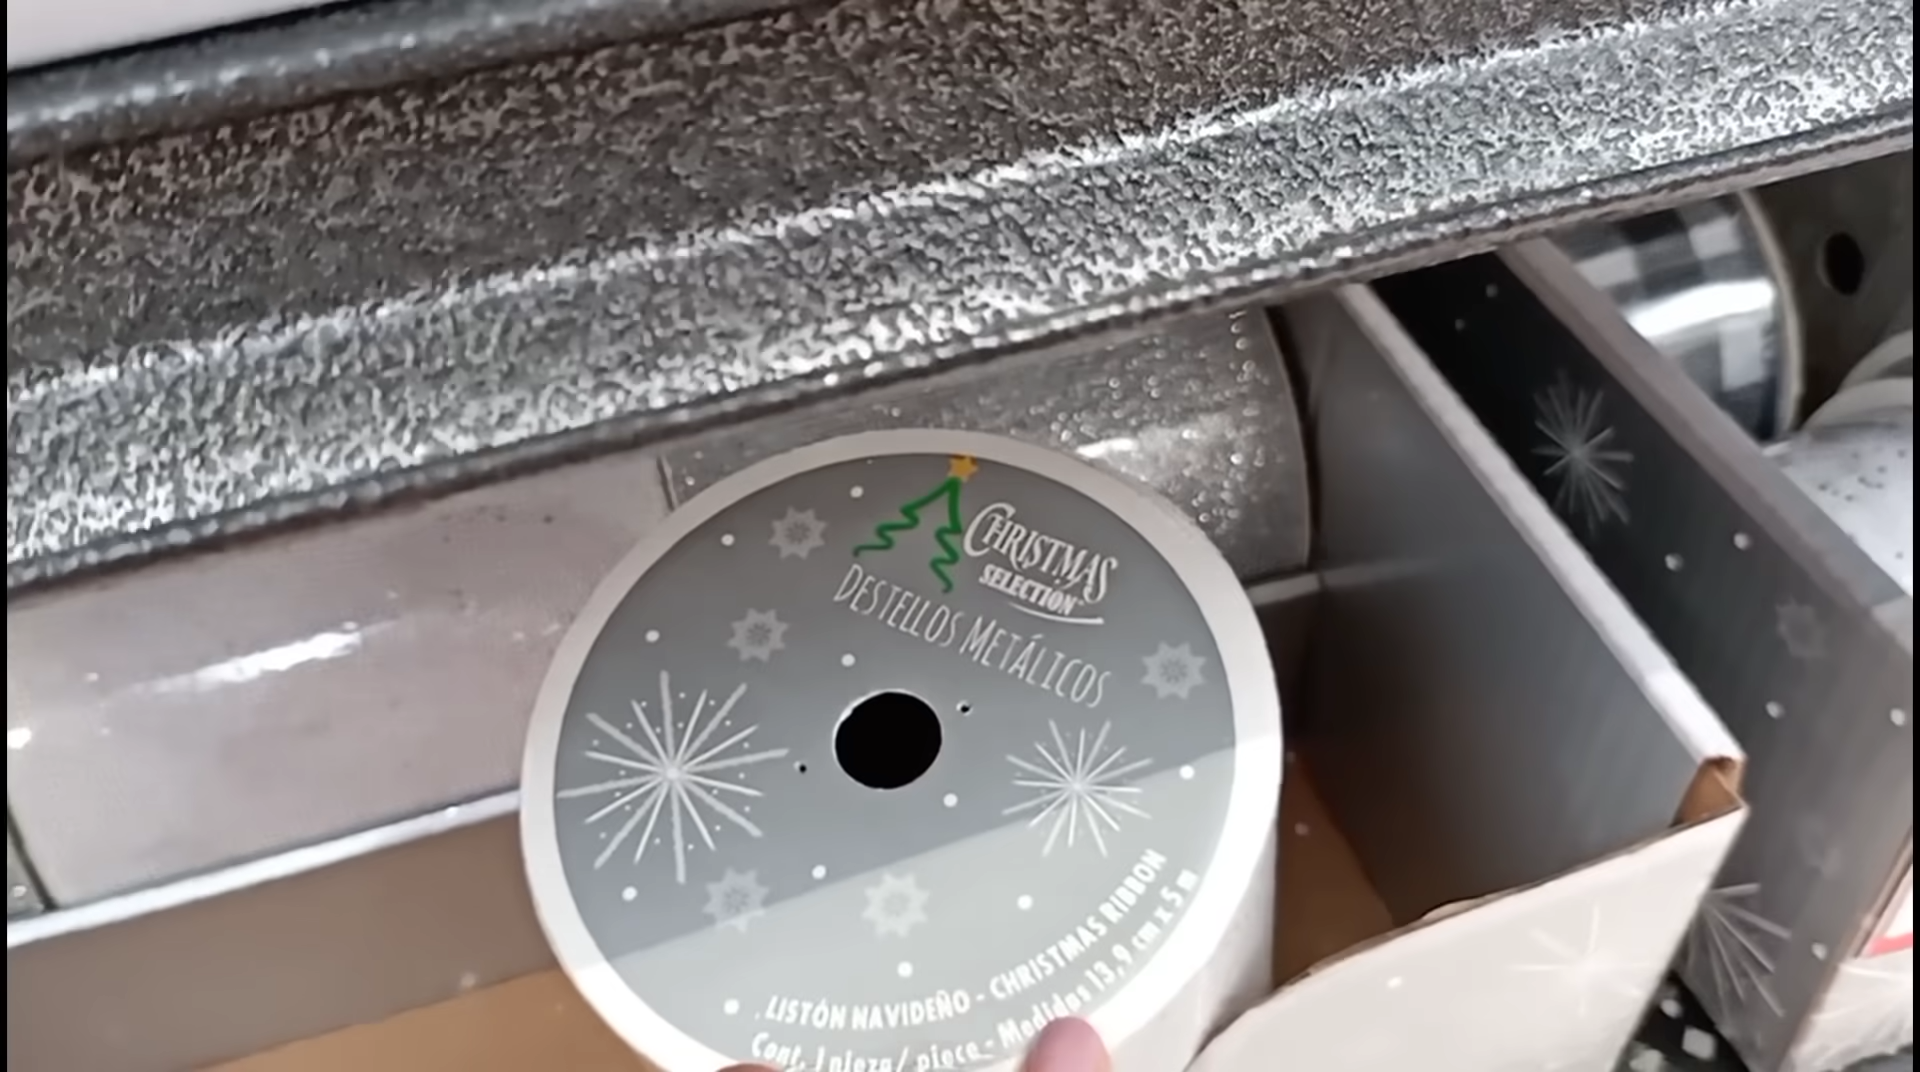 CHRISTMAS
SELECTION
DESTELLOS METÁLICOS
LISTÓN NAVIDEÑO - CHRISTMAS RIBBON
Cont. 1 pieza / piece - Medidas 13,9 cm x 5 m